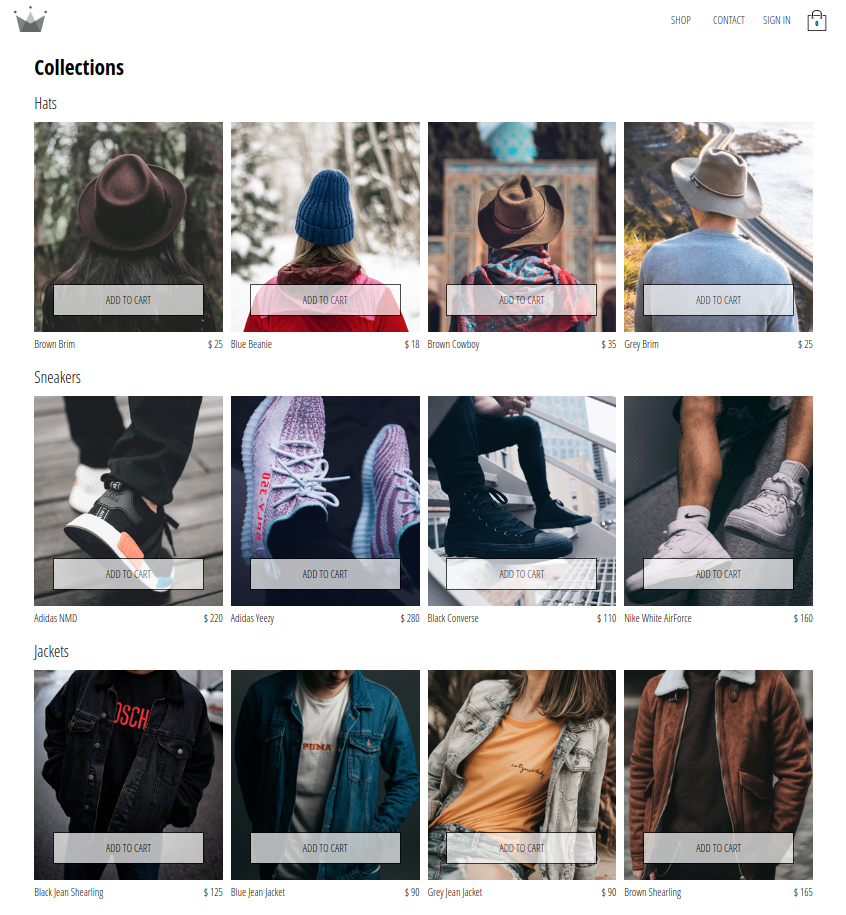 SHOP
CONTACT
SIGN IN
0
Collections
Hats
ADD TO CART
ADD TO CART
ADD TO CART
ADD TO CART
Brown Brim $ 25
Blue Beanie $ 18
Brown Cowboy $ 35
Grey Brim $ 25
Sneakers
ADD TO CART
ADD TO CART
ADD TO CART
ADD TO CART
Adidas NMD $ 220
Adidas Yeezy $ 280
Black Converse $ 110
Nike White AirForce $ 160
Jackets
OSCH
PUMA
ADD TO CART
ADD TO CART
ADD TO CART
ADD TO CART
Black Jean Shearling $ 125
Blue Jean Jacket $ 90
Grey Jean Jacket $ 90
Brown Shearling $ 165